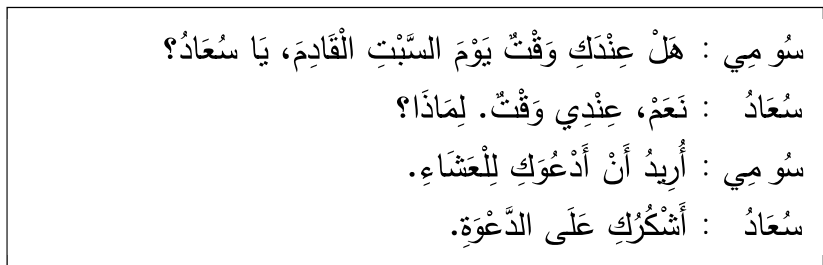 سُو مِي : هَلْ عِنْدَكِ وَقْتٌ يَوْمَ السَّبْتِ الْقَادِمَ، يَا سُعَادُ؟
سُعَادُ : نَعَمْ، عِنْدِي وَقْتٌ. لِمَاذَا؟
سُو مِي : أُرِيدُ أَنْ أَدْعُوَكِ لِلْعَشَاءِ.
سُعَادُ : أَشْكُرُكِ عَلَى الدَّعْوَةِ.